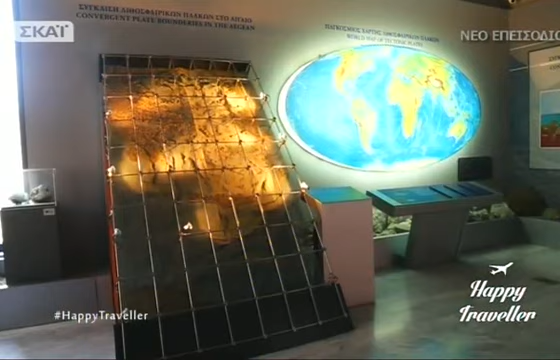 ΣΚΑΪ
ΣΥΓΚΛΙΣΗ ΛΙΘΟΣΦΑΙΡΙΚΩΝ ΠΛΑΚΩΝ ΣΤΟ ΑΙΓΑΙΟ
CONVERGENT PLATE BOUNDERIES IN THE AEGEAN
ΠΑΓΚΟΣΜΙΟΣ ΧΑΡΤΗΣ ΛΙΘΟΣΦΑΙΡΙΚΩΝ ΠΛΑΚΩΝ
WORLD MAP OF TECTONIC PLATES
ΝΕΟ ΕΠΕΙΣΟΔΙΟ
#HappyTraveller
Happy
Traveller